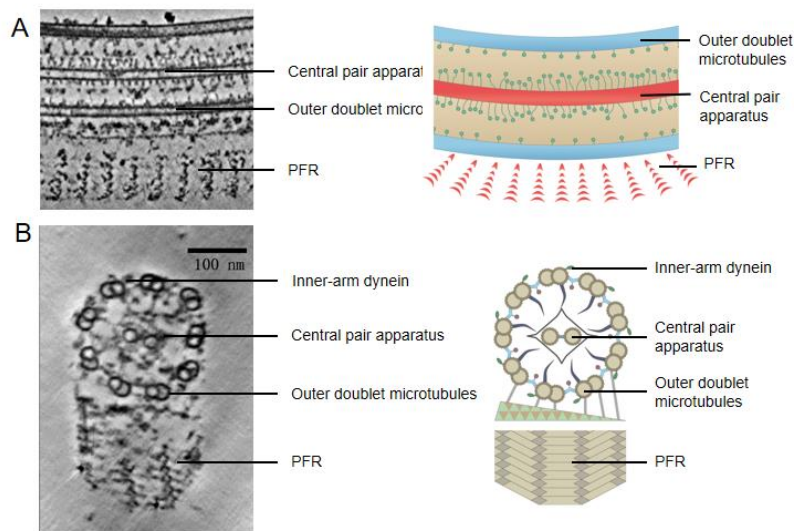 A
Central pair apparat
Outer doublet micro
PFR
Outer doublet
microtubules
Central pair
apparatus
PFR
B
100 nm
Inner-arm dynein
Central pair apparatus
Outer doublet microtubules
PFR
Inner-arm dynein
Central pair
apparatus
Outer doublet
microtubules
PFR